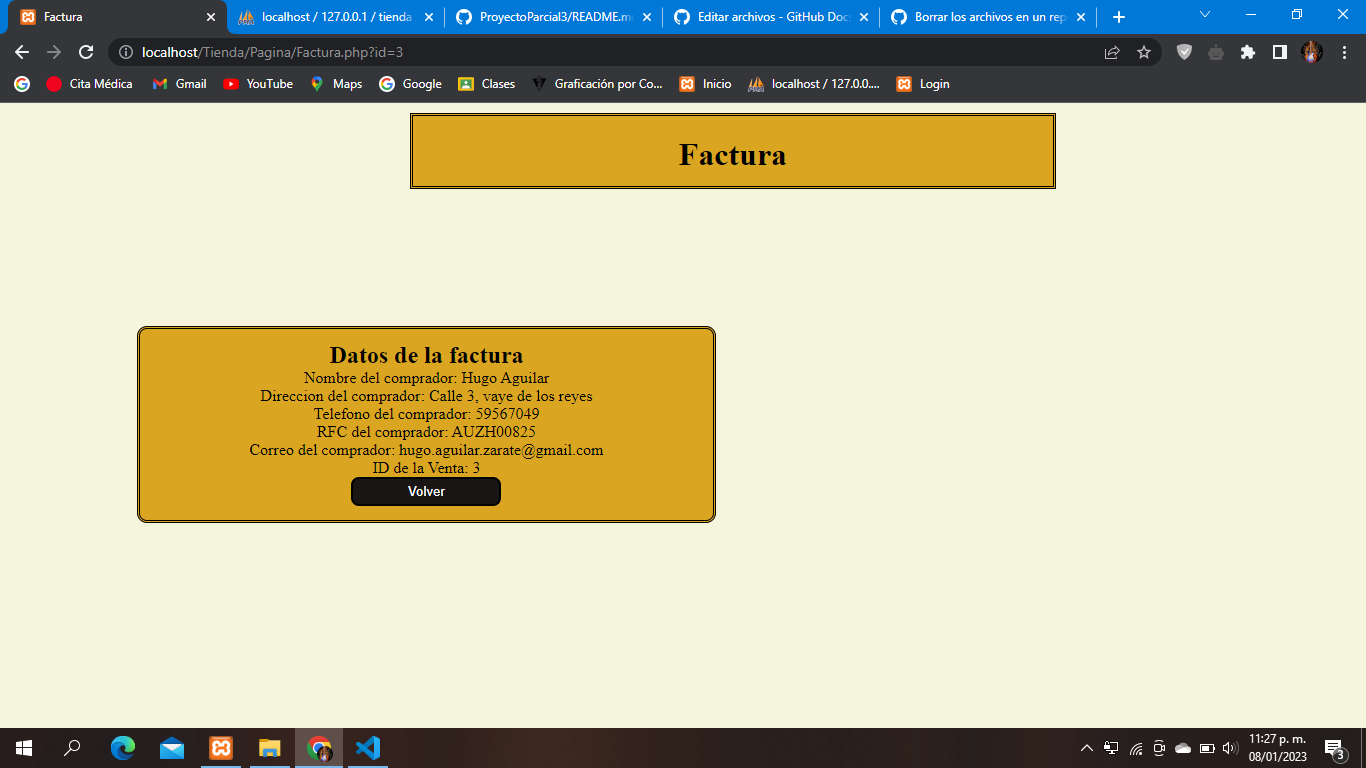 Factura
localhost / 127.0.0.1 / tienda
ProyectoParcial3/README.m
Editar archivos - GitHub Doc
Borrar los archivos en un rep
localhost/Tienda/Pagina/Factura.php?id=3
Cita Médica
Gmail
YouTube
Maps
Google
Clases
Graficación por Co...
Inicio
localhost / 127.0.0....
Login
Factura
Datos de la factura
Nombre del comprador: Hugo Aguilar
Direccion del comprador: Calle 3, vaye de los reyes
Telefono del comprador: 59567049
RFC del comprador: AUZH00825
Correo del comprador: hugo.aguilar.zarate@gmail.com
ID de la Venta: 3
Volver
11:27 p. m.
08/01/2023
3